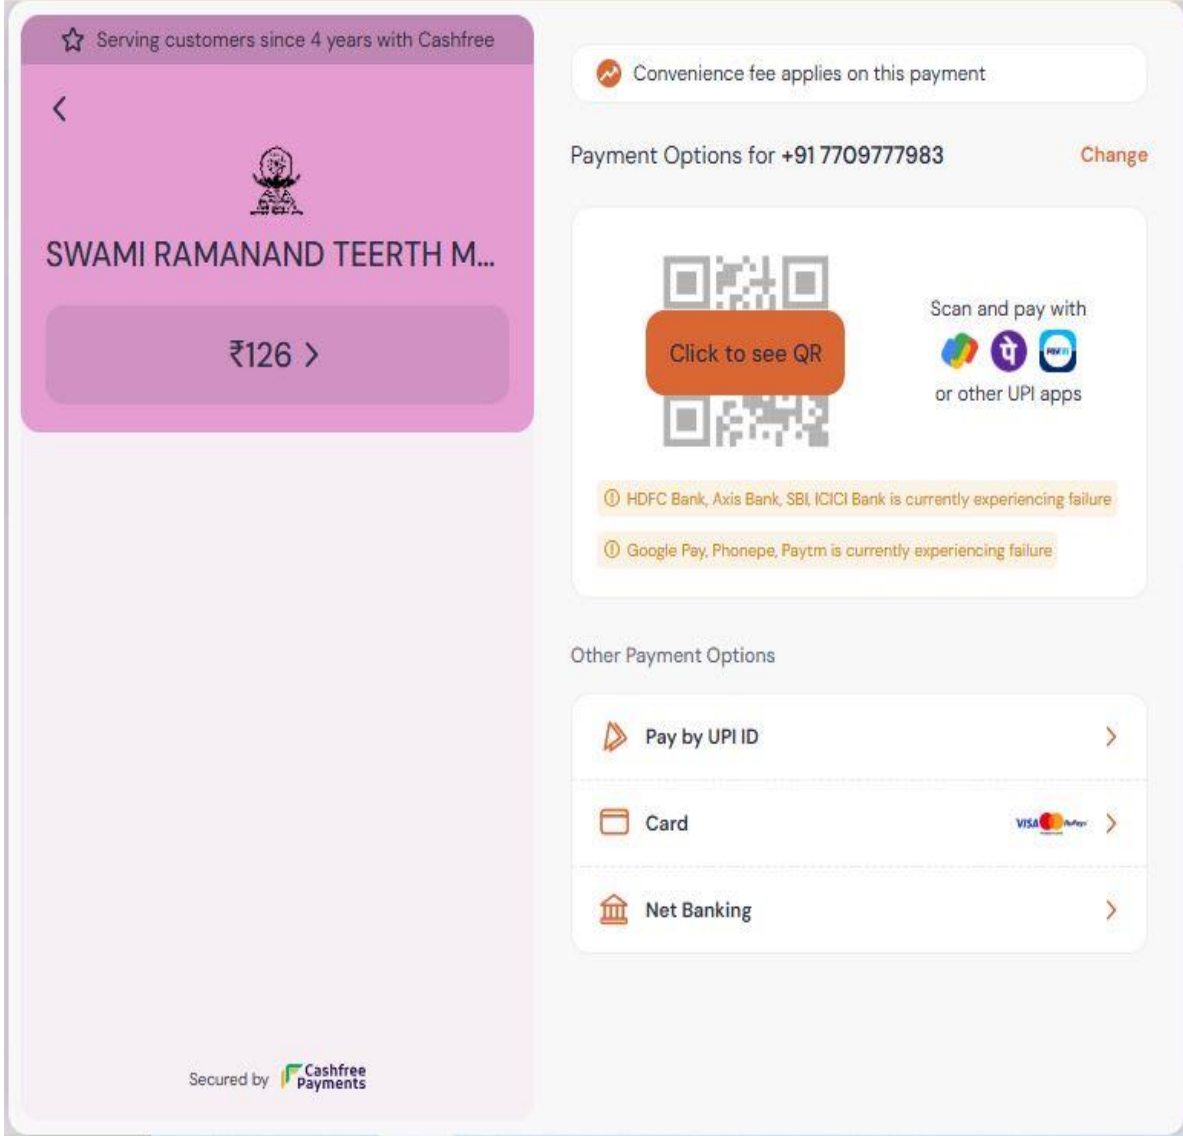 Serving customers since 4 years with Cashfree
SWAMI RAMANAND TEERTH M...
₹126
Secured by Cashfree Payments
Convenience fee applies on this payment
Payment Options for +91 7709777983
Change
Click to see QR
Scan and pay with
पे
or other UPI apps
HDFC Bank, Axis Bank, SBI, ICICI Bank is currently experiencing failure
Google Pay, Phonepe, Paytm is currently experiencing failure
Other Payment Options
Pay by UPI ID
Card
VISA RuPay
Net Banking